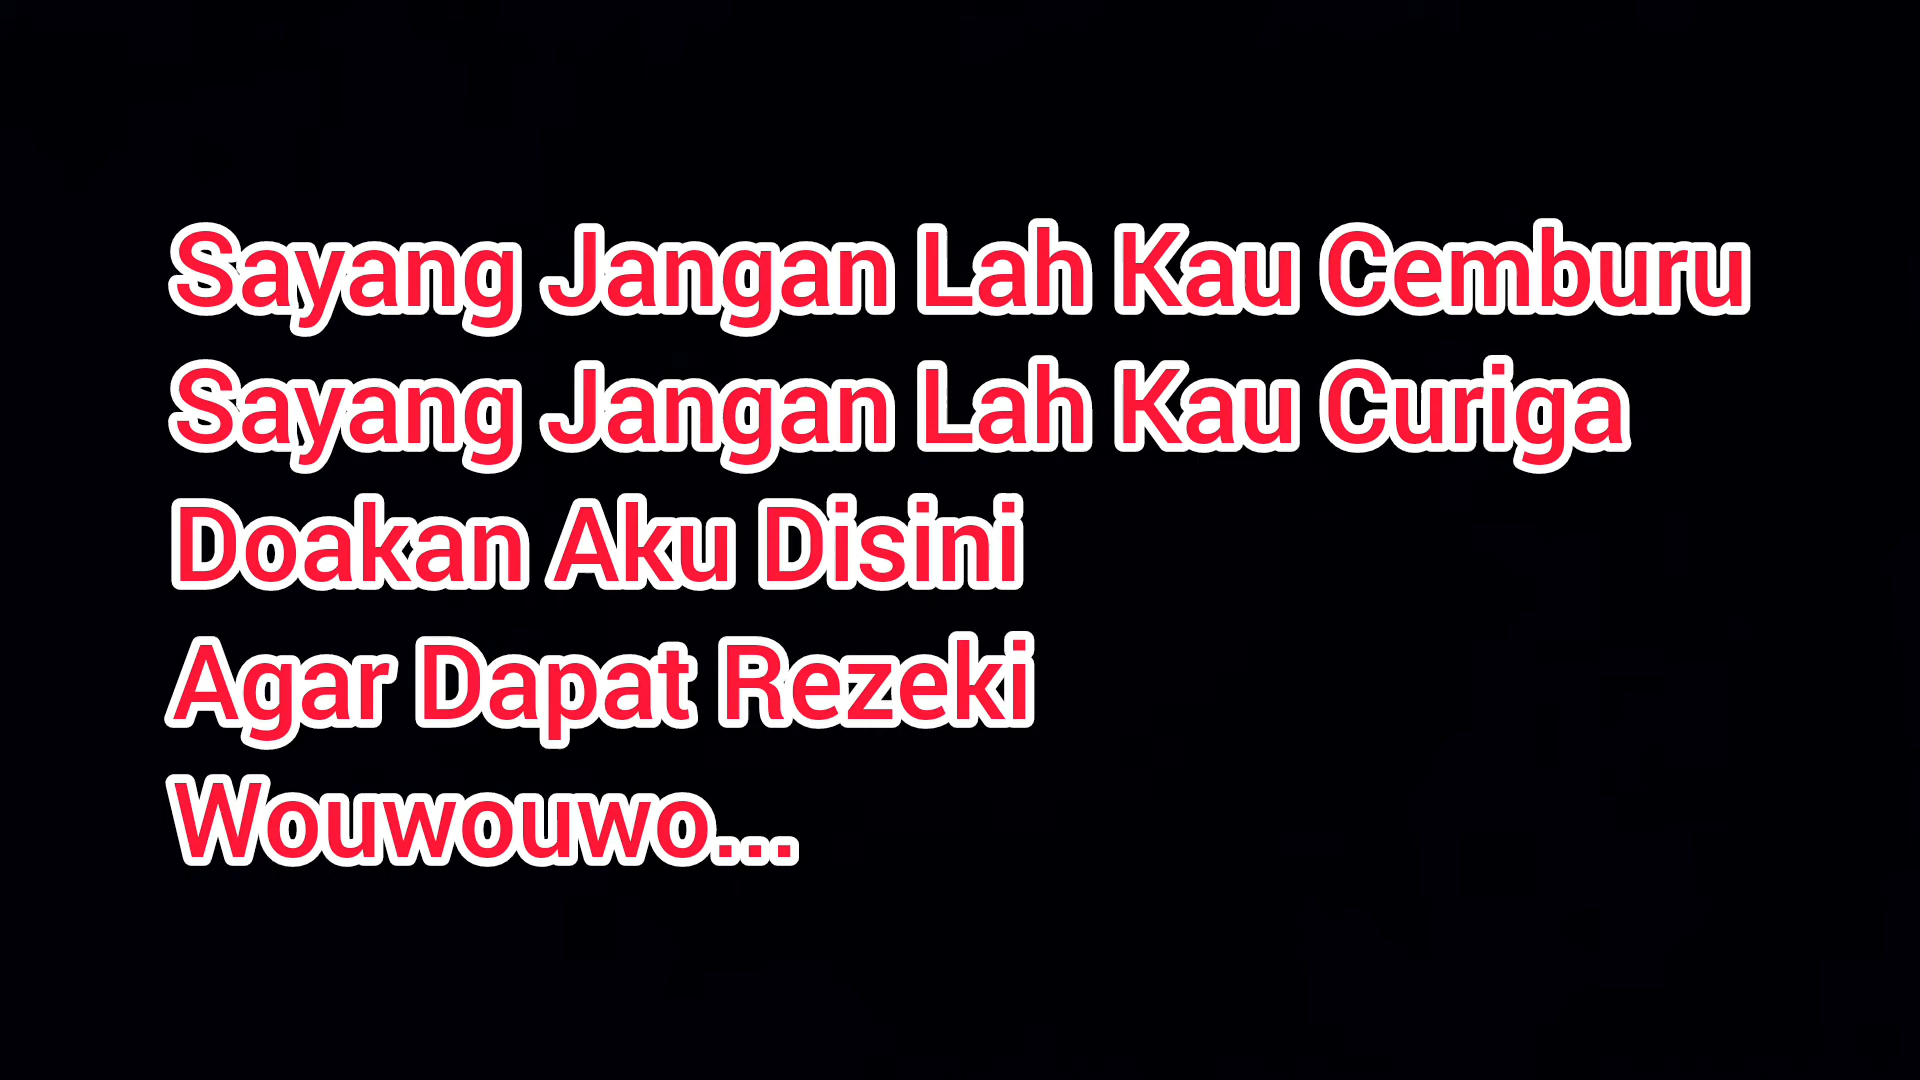 Sayang Jangan Lah Kau Cemburu
Sayang Jangan Lah Kau Curiga
Doakan Aku Disini
Agar Dapat Rezeki
Wouwouwo...